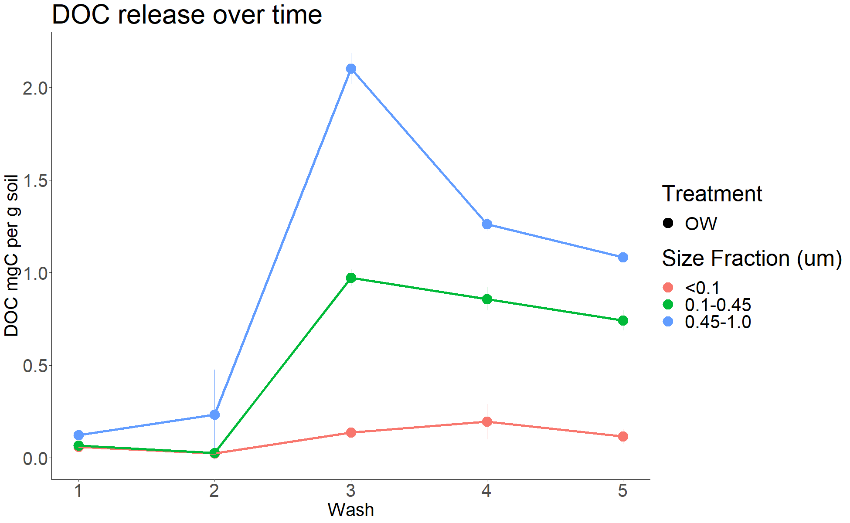 DOC release over time
DOC mgC per g soil
2.0
1.5
1.0
0.5
0.0
1 2 3 4 5
Wash
Treatment
OW
Size Fraction (um)
<0.1
0.1-0.45
0.45-1.0